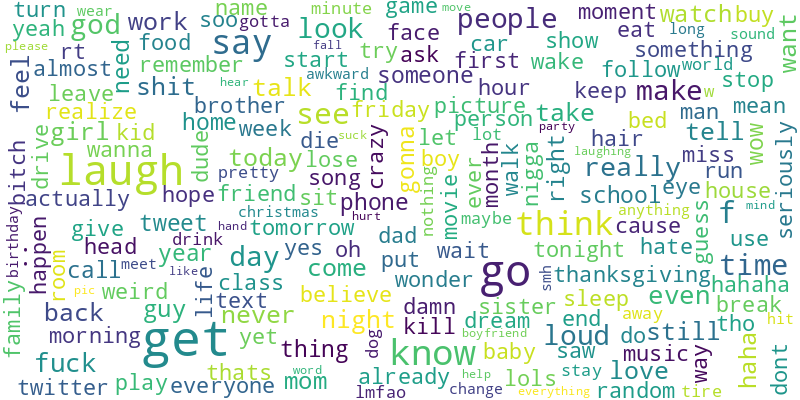 turn wear name minute game move
yeah god work soo gotta look people moment watch buy long
please rt food say start face ask car first show eat something sound want
almost need remember try fall wake follow world
feel leave shit talk awkward find someone hour keep make stop w
realize brother hear see friday picture person take man mean
drive girl kid home week die suck crazy gonna let lot party bed tell wow
bitch wanna dude today lose song boy month walk nigga right hair miss
laugh pretty movie ever laughing really eye run seriously
actually hope friend sit phone nothing school house
birthday give tweet christmas tomorrow hurt think maybe anything f mind guess
happen .. head drink hand yes oh dad put wait cause hate use
room call meet year like day come go tonight smh time
family weird life class believe wonder thanksgiving even hahaha
back guy text never night damn sister sleep away break hit
morning get yet thing dog kill dream boyfriend end loud do still tho
fuck thats know baby saw music way haha dont
twitter play everyone word mom already help lols stay random love tire
pic lmfao change everything